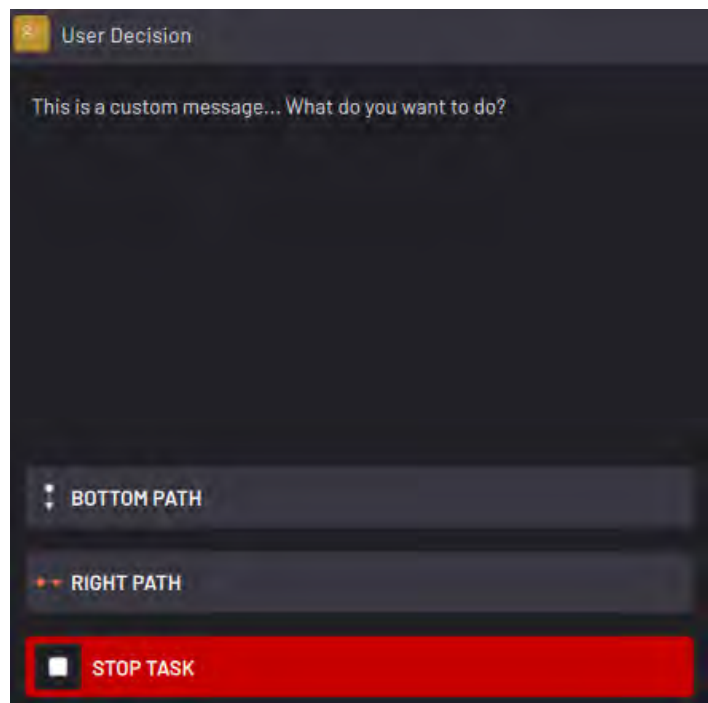 User Decision
This is a custom message... What do you want to do?
BOTTOM PATH
RIGHT PATH
STOP TASK